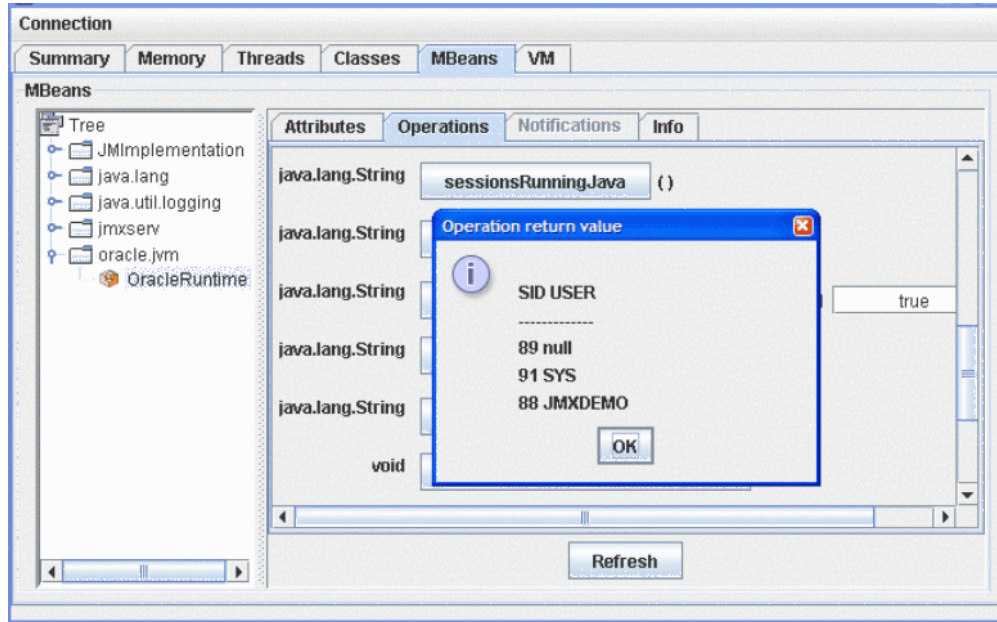 Connection
Summary Memory Threads Classes MBeans VM
MBeans
Tree
JMImplementation
java.lang
java.util.logging
jmxserv
oracle.jvm
OracleRuntime
Attributes Operations Notifications Info
java.lang.String sessionsRunningJava ( )
java.lang.String
java.lang.String true
java.lang.String
java.lang.String
void
Operation return value
SID USER
-------------
89 null
91 SYS
88 JMXDEMO
OK
Refresh